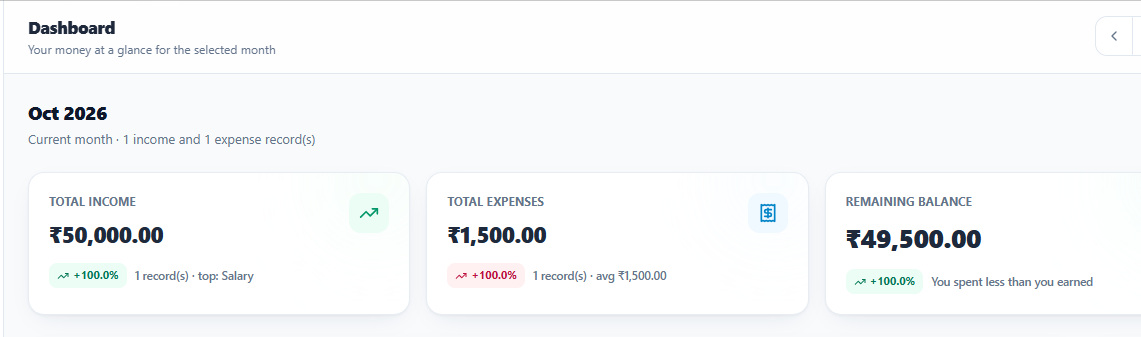 Dashboard
Your money at a glance for the selected month
Oct 2026
Current month · 1 income and 1 expense record(s)
TOTAL INCOME
₹50,000.00
+100.0% 1 record(s) · top: Salary
TOTAL EXPENSES
₹1,500.00
+100.0% 1 record(s) · avg ₹1,500.00
REMAINING BALANCE
₹49,500.00
+100.0% You spent less than you earned